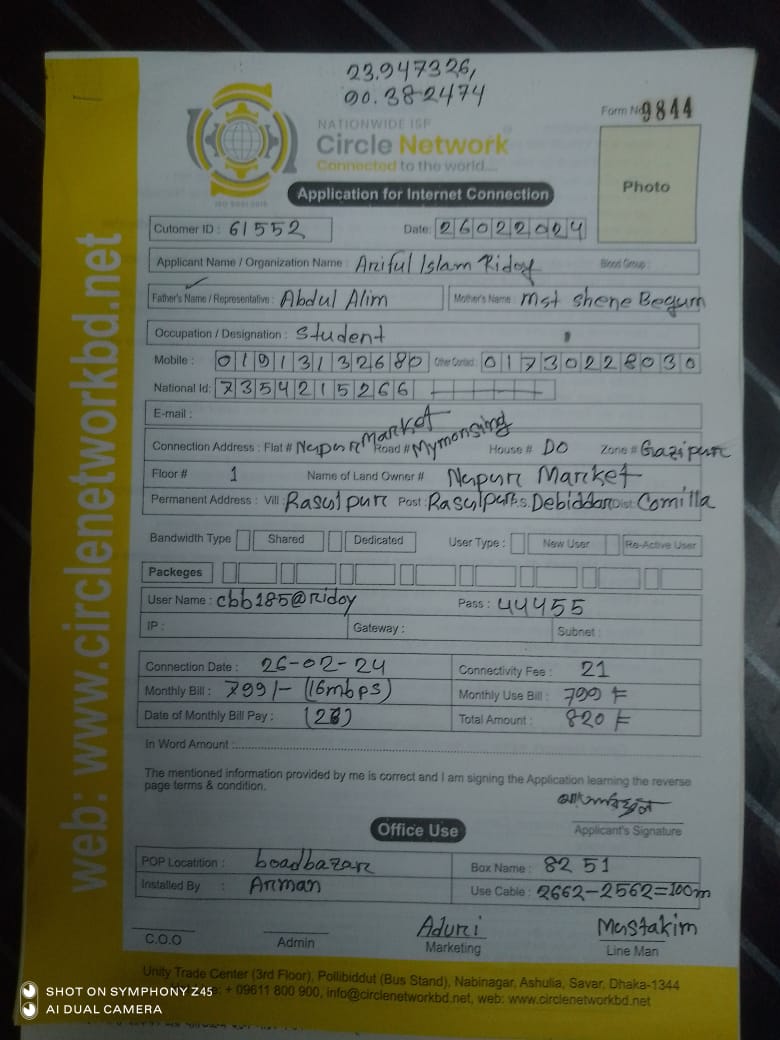 23.947326,
90.382474
NATIONWIDE ISP
Circle Network
Connected to the world....
ISO 9001:2015
Form No 9844
Photo
Application for Internet Connection
Cutomer ID : 61552 Date: 26022024
Applicant Name / Organization Name : Ariful Islam Ridoy Blood Group :
Father's Name / Representative : Abdul Alim Mother's Name : Mst Shene Begum
Occupation / Designation : Student
Mobile : 01913132680 Other Contact : 01730228030
National Id: 7354215266
E-mail :
Connection Address : Flat # Nupur Market Road # Mymonsing House # DO Zone # Gazipur
Floor # 1 Name of Land Owner # Nupur Market
Permanent Address : Vill : Rasulpur Post : Rasulpur P.S. Debiddar Dist: Comilla
Bandwidth Type Shared Dedicated User Type : New User Re-Active User
Packeges
User Name : cbb185@Ridoy Pass : 44455
IP : Gateway : Subnet :
Connection Date : 26-02-24 Connectivity Fee : 21
Monthly Bill : 799/- (16mbps) Monthly Use Bill : 799 ৳
Date of Monthly Bill Pay : (26) Total Amount : 820 ৳
In Word Amount :
The mentioned information provided by me is correct and I am signing the Application learning the reverse
page terms & condition.
Applicant's Signature
Office Use
POP Locatition : boadbazar Box Name : 82 51
Installed By : Arman Use Cable : 2662-2562=100m
C.O.O Admin Aduri Marketing Mustakim Line Man
Unity Trade Center (3rd Floor), Pollibiddut (Bus Stand), Nabinagar, Ashulia, Savar, Dhaka-1344
+ 09611 800 900, info@circlenetworkbd.net, web: www.circlenetworkbd.net
web: www.circlenetworkbd.net
SHOT ON SYMPHONY Z45
AI DUAL CAMERA